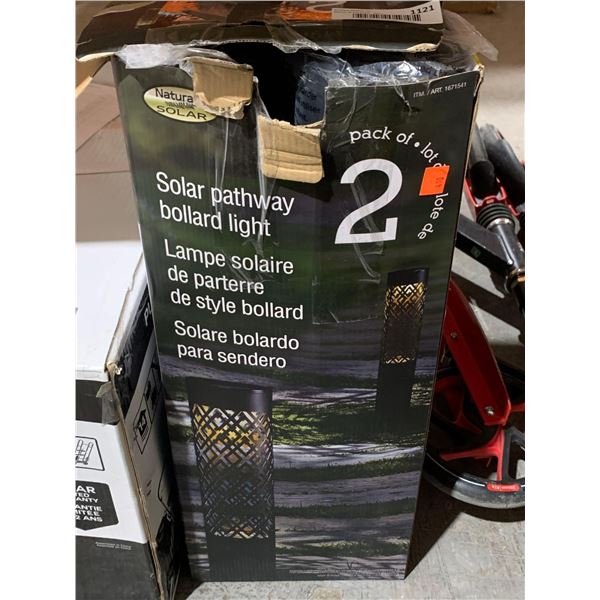 1121
ITM. / ART. 1671541
Natural
SOLAR
pack of • lot de • lote de
2
Solar pathway
bollard light
Lampe solaire
de parterre
de style bollard
Solare bolardo
para sendero